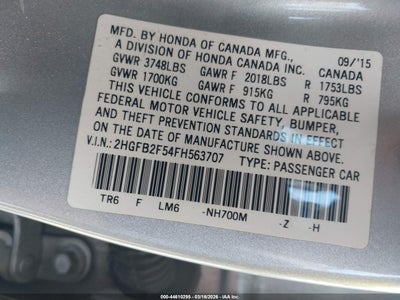 MFD. BY HONDA OF CANADA MFG., 09/'15
A DIVISION OF HONDA CANADA INC. CANADA
GVWR 3748LBS GAWR F 2018LBS R 1753LBS
GVWR 1700KG GAWR F 915KG R 795KG
THIS VEHICLE CONFORMS TO ALL APPLICABLE
FEDERAL MOTOR VEHICLE SAFETY, BUMPER,
AND THEFT PREVENTION STANDARDS IN EFFECT
ON THE DATE OF MANUFACTURE SHOWN ABOVE.
V.I.N.: 2HGFB2F54FH563707 TYPE: PASSENGER CAR
TR6 F LM6 -NH700M -Z -H
000-44610295 - 03/18/2026 - IAA Inc.